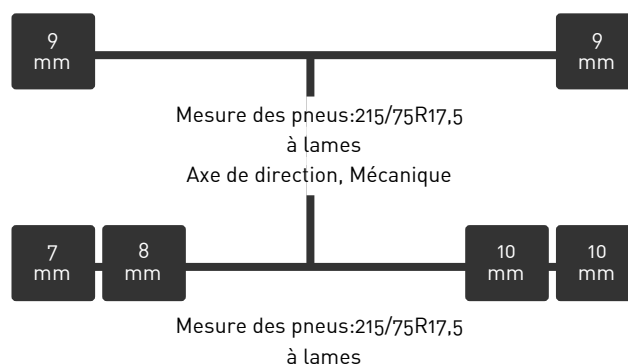 9 mm
9 mm
Mesure des pneus:215/75R17,5
à lames
Axe de direction, Mécanique
7 mm
8 mm
10 mm
10 mm
Mesure des pneus:215/75R17,5
à lames